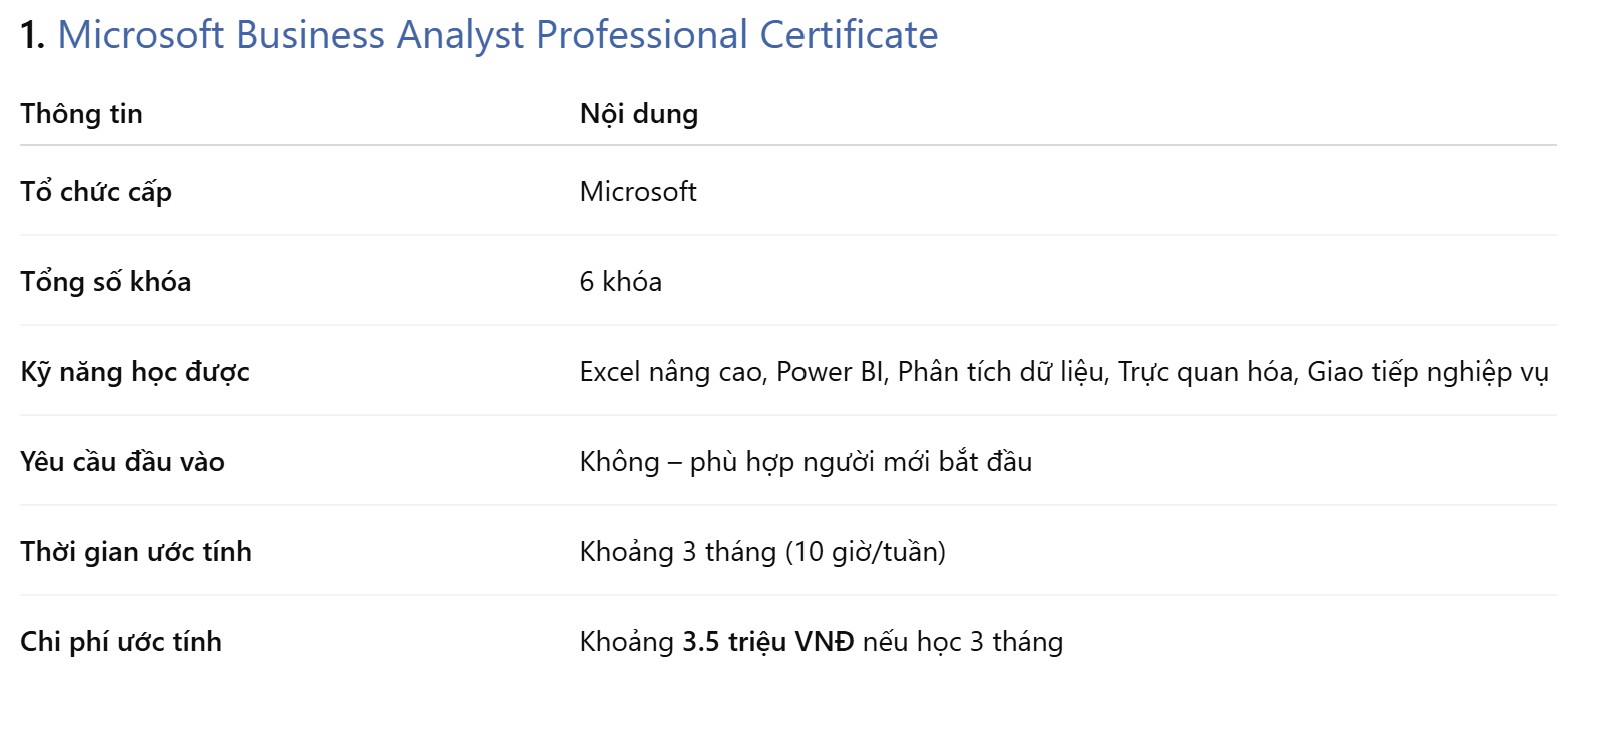 1. Microsoft Business Analyst Professional Certificate
Thông tin Nội dung
Tổ chức cấp Microsoft
Tổng số khóa 6 khóa
Kỹ năng học được Excel nâng cao, Power BI, Phân tích dữ liệu, Trực quan hóa, Giao tiếp nghiệp vụ
Yêu cầu đầu vào Không – phù hợp người mới bắt đầu
Thời gian ước tính Khoảng 3 tháng (10 giờ/tuần)
Chi phí ước tính Khoảng 3.5 triệu VNĐ nếu học 3 tháng